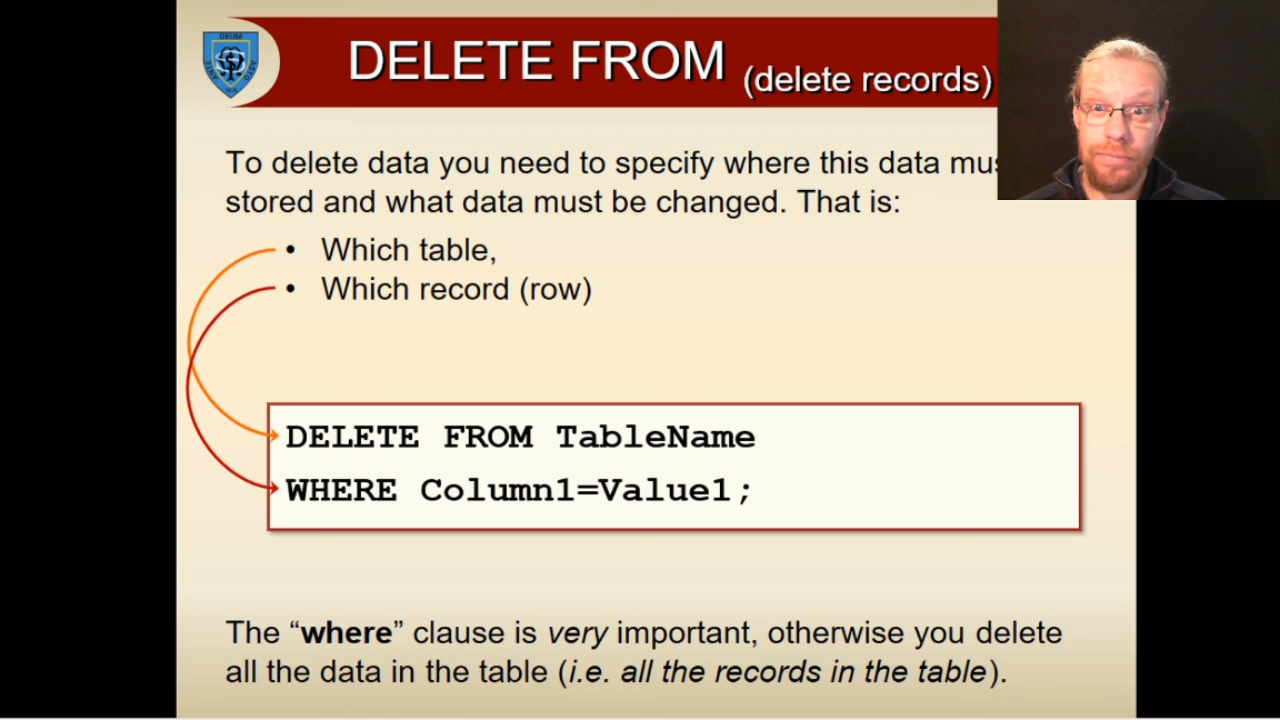 DELETE FROM (delete records)
To delete data you need to specify where this data
stored and what data must be changed. That is:
• Which table,
• Which record (row)
DELETE FROM TableName
WHERE Column1=Value1;
The “where” clause is very important, otherwise you delete
all the data in the table (i.e. all the records in the table).